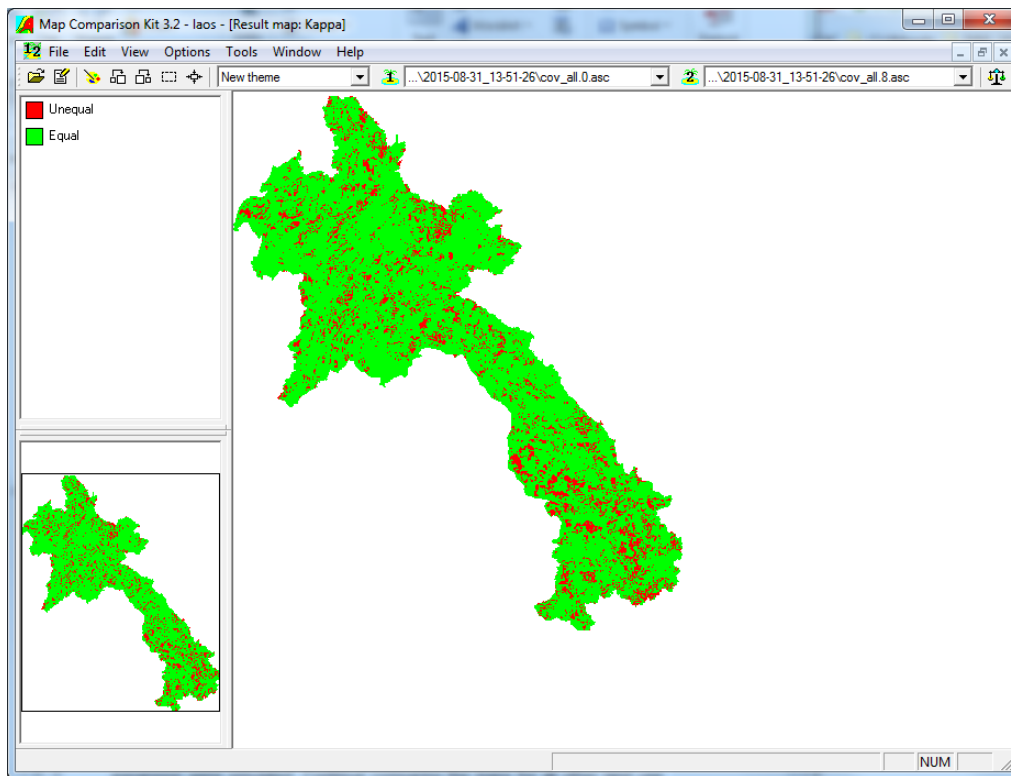 Map Comparison Kit 3.2 - laos - [Result map: Kappa]
File Edit View Options Tools Window Help
New theme
1
...\2015-08-31_13-51-26\cov_all.0.asc
2
...\2015-08-31_13-51-26\cov_all.8.asc
Unequal
Equal
NUM